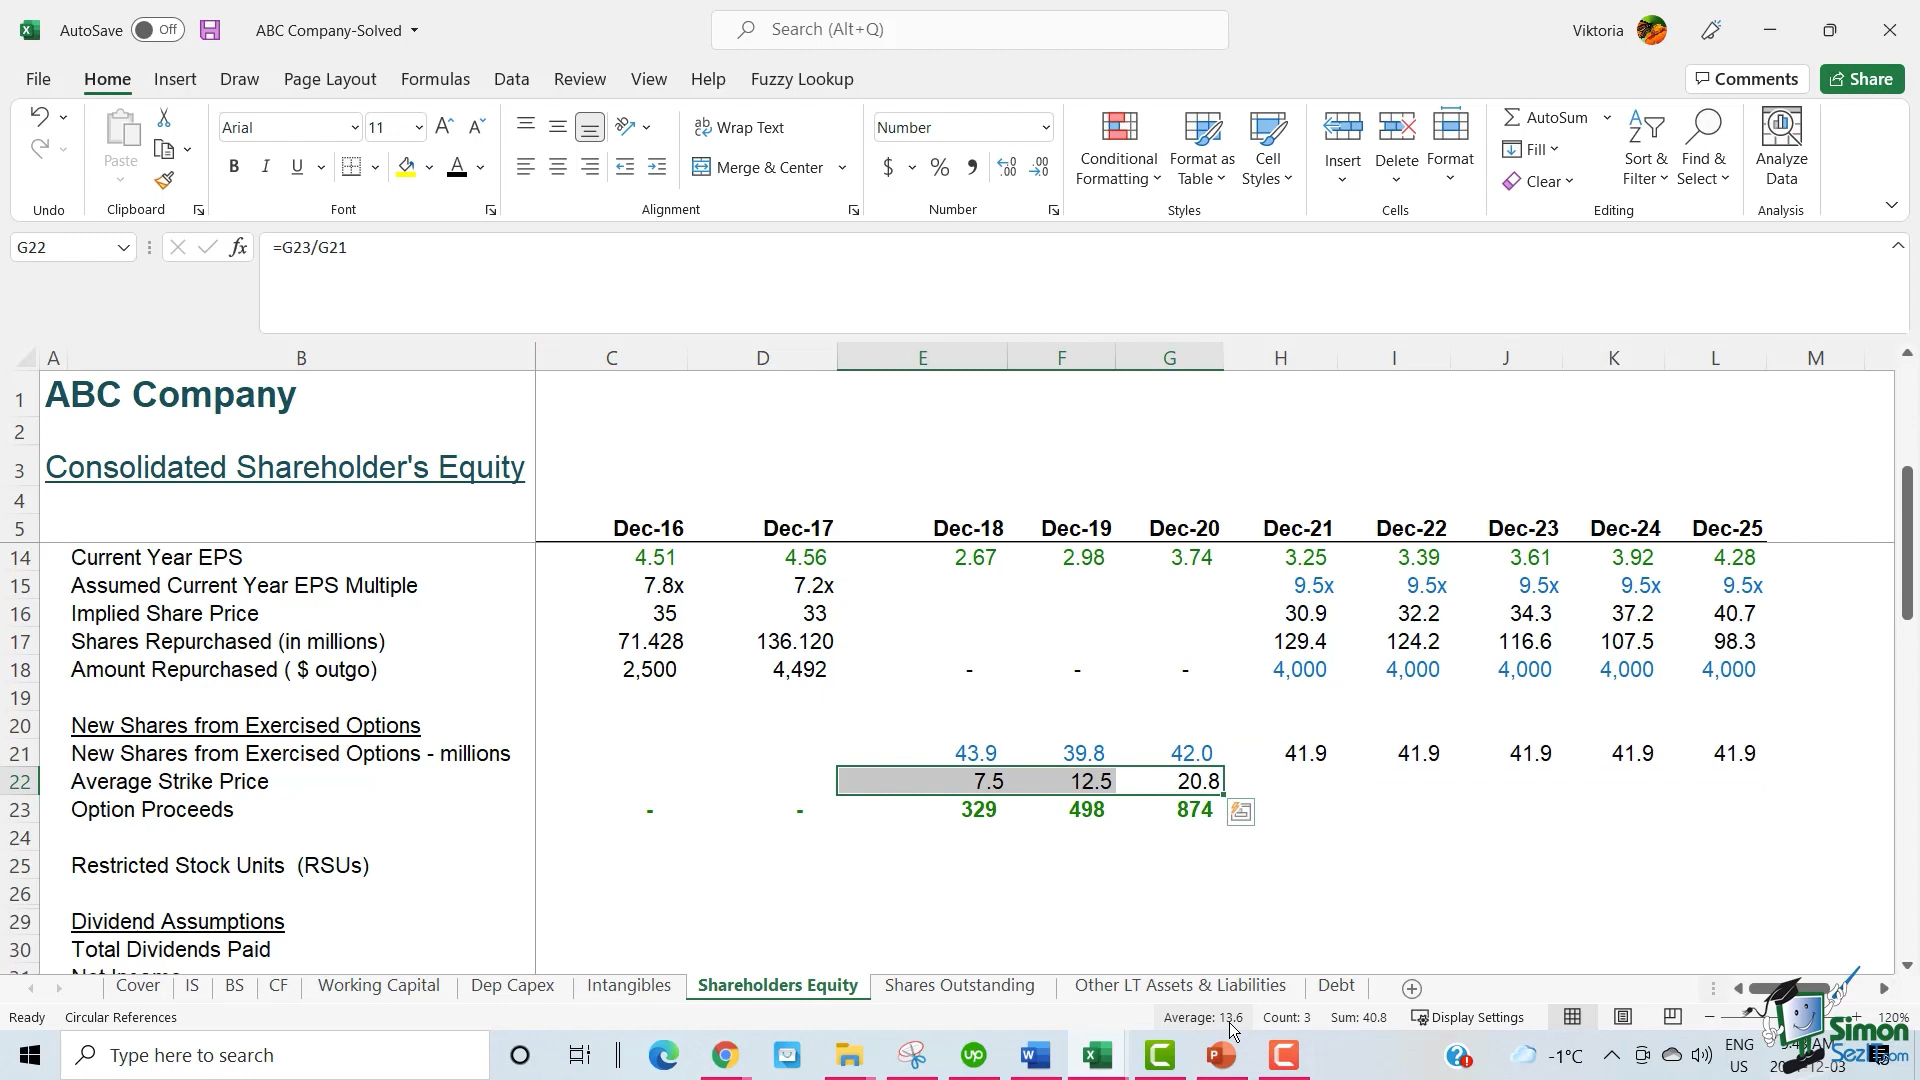 AutoSave Off ABC Company-Solved Search (Alt+Q) Viktoria
File Home Insert Draw Page Layout Formulas Data Review View Help Fuzzy Lookup Comments Share
Arial 11 Wrap Text Number AutoSum
Paste B I U Merge & Center $ % Conditional Formatting Format as Table Cell Styles Insert Delete Format Fill Clear Sort & Filter Find & Select Analyze Data
Undo Clipboard Font Alignment Number Styles Cells Editing Analysis
G22 fx =G23/G21
A B C D E F G H I J K L M
1 ABC Company
2
3 Consolidated Shareholder's Equity
4
5 Dec-16 Dec-17 Dec-18 Dec-19 Dec-20 Dec-21 Dec-22 Dec-23 Dec-24 Dec-25
14 Current Year EPS 4.51 4.56 2.67 2.98 3.74 3.25 3.39 3.61 3.92 4.28
15 Assumed Current Year EPS Multiple 7.8x 7.2x 9.5x 9.5x 9.5x 9.5x 9.5x
16 Implied Share Price 35 33 30.9 32.2 34.3 37.2 40.7
17 Shares Repurchased (in millions) 71.428 136.120 129.4 124.2 116.6 107.5 98.3
18 Amount Repurchased ( $ outgo) 2,500 4,492 - - - 4,000 4,000 4,000 4,000 4,000
19
20 New Shares from Exercised Options
21 New Shares from Exercised Options - millions 43.9 39.8 42.0 41.9 41.9 41.9 41.9 41.9
22 Average Strike Price 7.5 12.5 20.8
23 Option Proceeds - - 329 498 874
24
25 Restricted Stock Units (RSUs)
26
29 Dividend Assumptions
30 Total Dividends Paid
Cover IS BS CF Working Capital Dep Capex Intangibles Shareholders Equity Shares Outstanding Other LT Assets & Liabilities Debt
Ready Circular References Average: 13.6 Count: 3 Sum: 40.8 Display Settings 120%
Type here to search -1°C ENG US
Simon SezIT.com